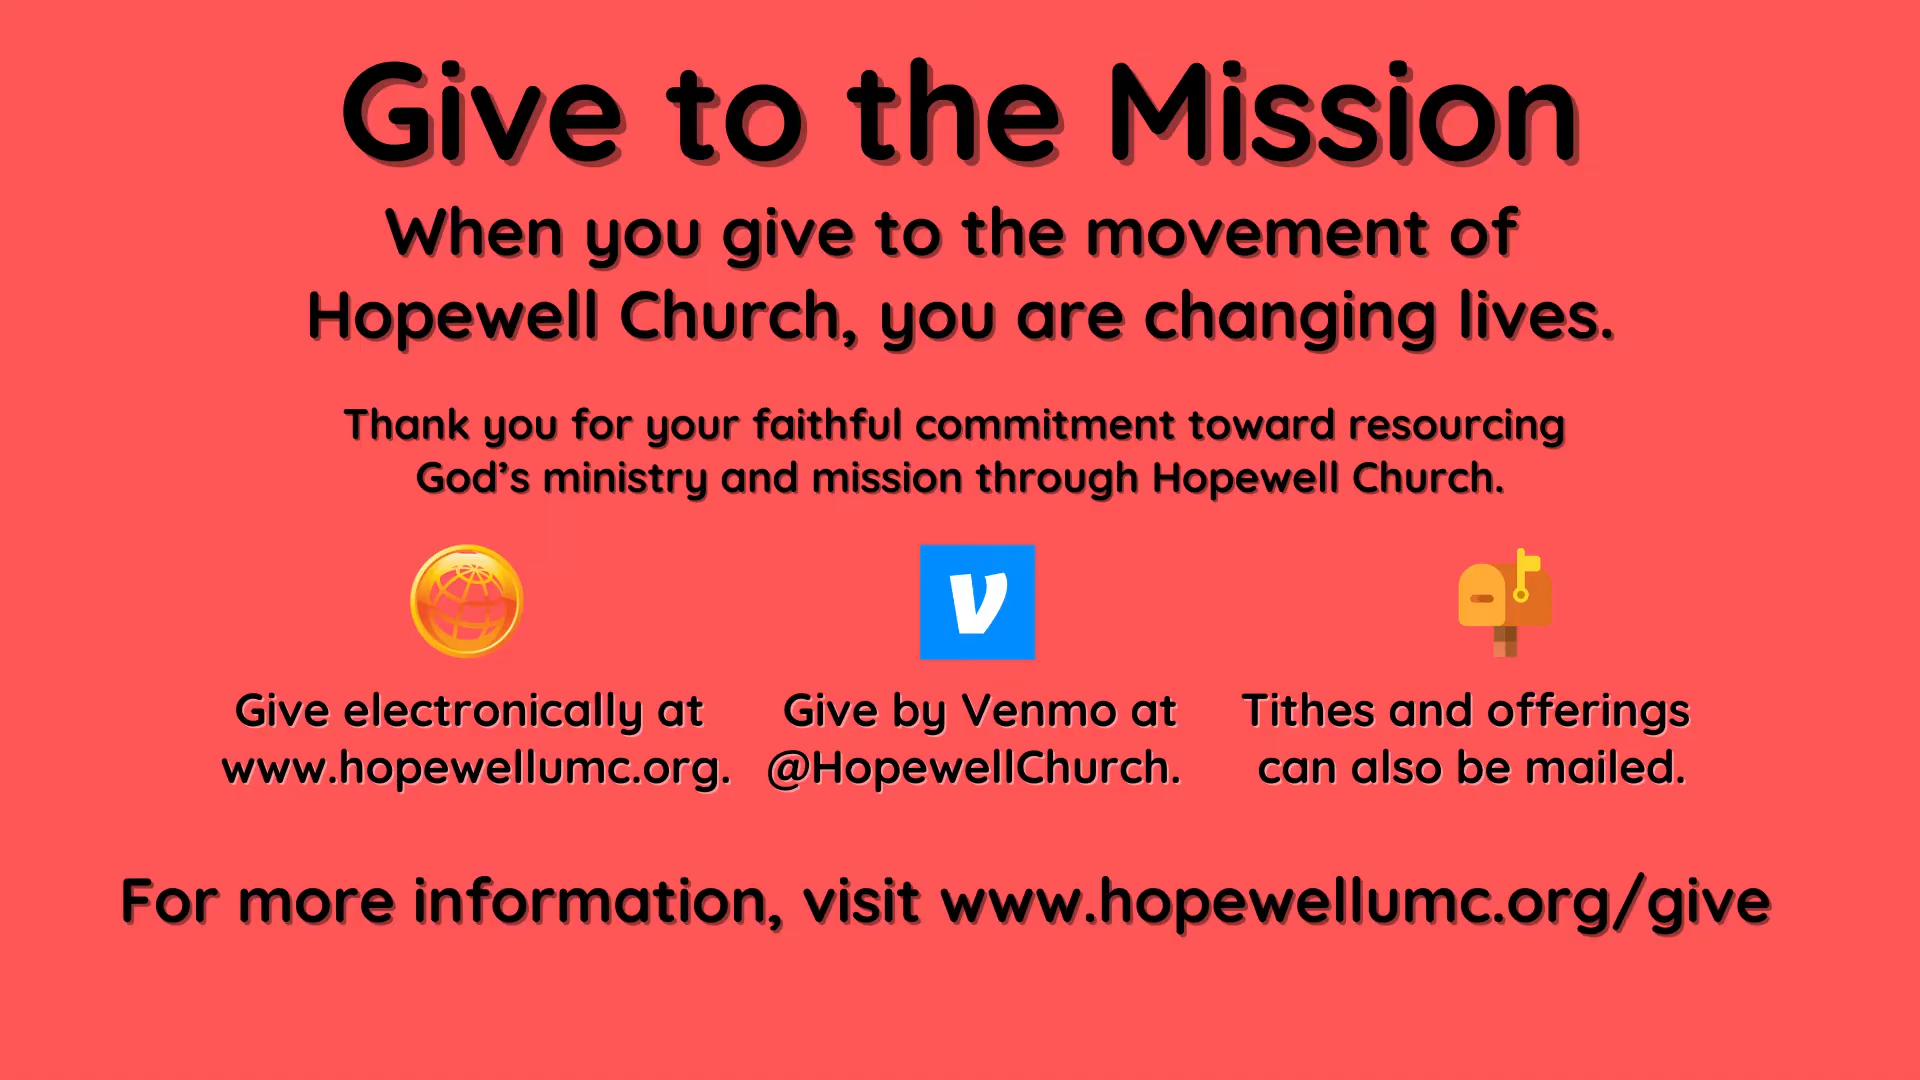 Give to the Mission
When you give to the movement of
Hopewell Church, you are changing lives.
Thank you for your faithful commitment toward resourcing
God’s ministry and mission through Hopewell Church.
v
Give electronically at
www.hopewellumc.org.
Give by Venmo at
@HopewellChurch.
Tithes and offerings
can also be mailed.
For more information, visit www.hopewellumc.org/give